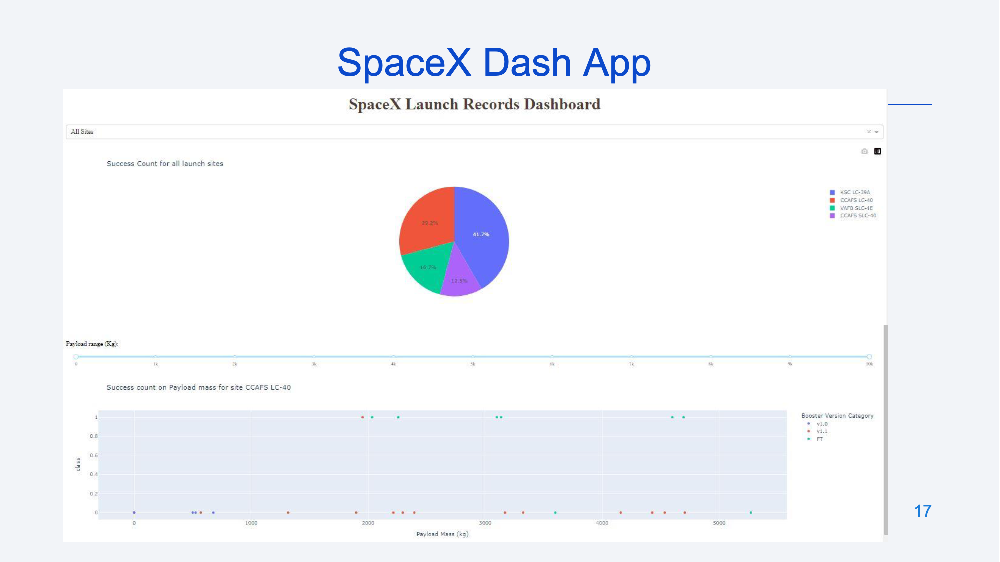 SpaceX Dash App
SpaceX Launch Records Dashboard
All Sites
Success Count for all launch sites
KSC LC-39A
CCAFS LC-40
VAFB SLC-4E
CCAFS SLC-40
29.2%
41.7%
16.7%
12.5%
Payload range (Kg):
0 1k 2k 3k 4k 5k 6k 7k 8k 9k 10k
Success count on Payload mass for site CCAFS LC-40
Booster Version Category
v1.0
v1.1
FT
class
1
0.8
0.6
0.4
0.2
0
0 1000 2000 3000 4000 5000
Payload Mass (kg)
17